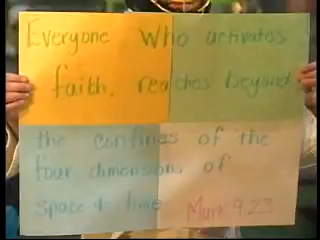 Everyone who activates
faith, reaches beyond
the confines of the
four dimensions of
space & time Mark 9.23